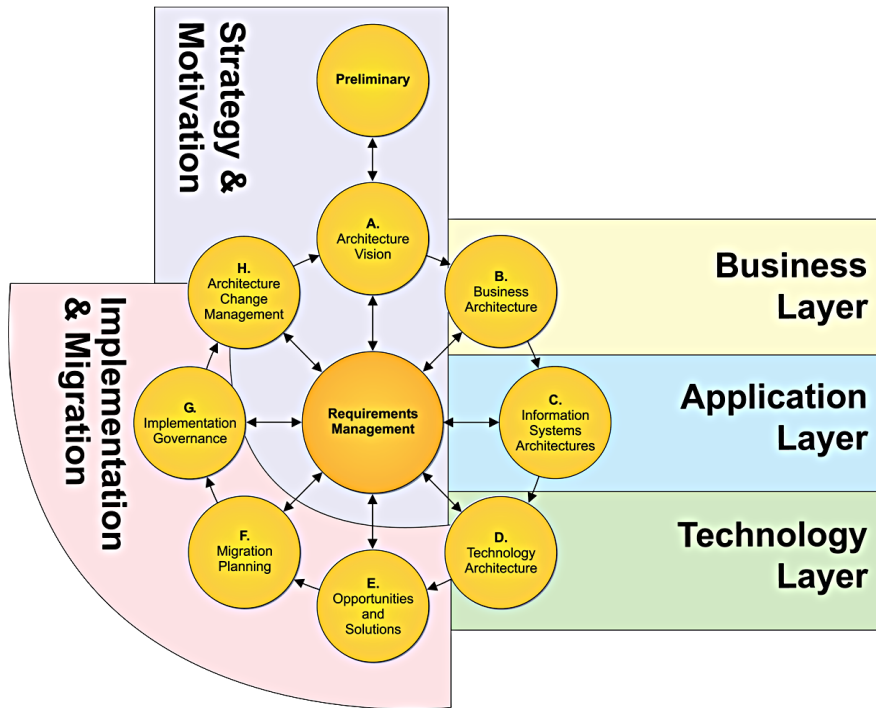 Strategy &
Motivation
Preliminary
A.
Architecture
Vision
B.
Business
Architecture
Business
Layer
H.
Architecture
Change
Management
Implementation
& Migration
G.
Implementation
Governance
Requirements
Management
C.
Information
Systems
Architectures
Application
Layer
F.
Migration
Planning
D.
Technology
Architecture
Technology
Layer
E.
Opportunities
and
Solutions